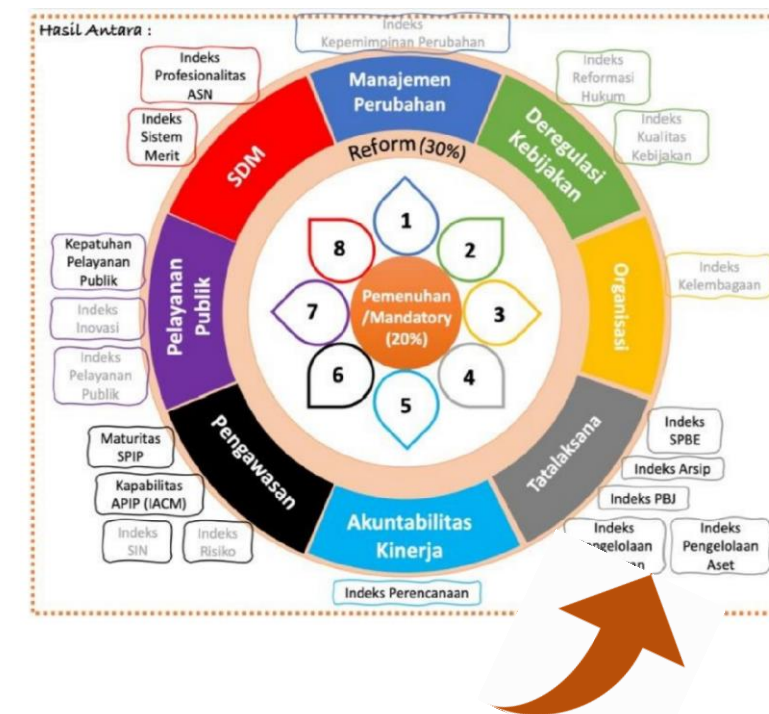 Hasil Antara :
Indeks
Kepemimpinan Perubahan
Indeks
Profesionalitas
ASN
Indeks
Sistem
Merit
Indeks
Reformasi
Hukum
Indeks
Kualitas
Kebijakan
Manajemen
Perubahan
Deregulasi
Kebijakan
SDM
Reform (30%)
Kepatuhan
Pelayanan
Publik
Indeks
Inovasi
Indeks
Pelayanan
Publik
Pelayanan
Publik
1
2
3
4
5
6
7
8
Pemenuhan
/Mandatory
(20%)
Organisasi
Indeks
Kelembagaan
Maturitas
SPIP
Kapabilitas
APIP (IACM)
Indeks
SIN
Indeks
Risiko
Pengawasan
Akuntabilitas
Kinerja
Indeks Perencanaan
Tatalaksana
Indeks
SPBE
Indeks Arsip
Indeks PBJ
Indeks
Indeks
Pengelolaan
Aset